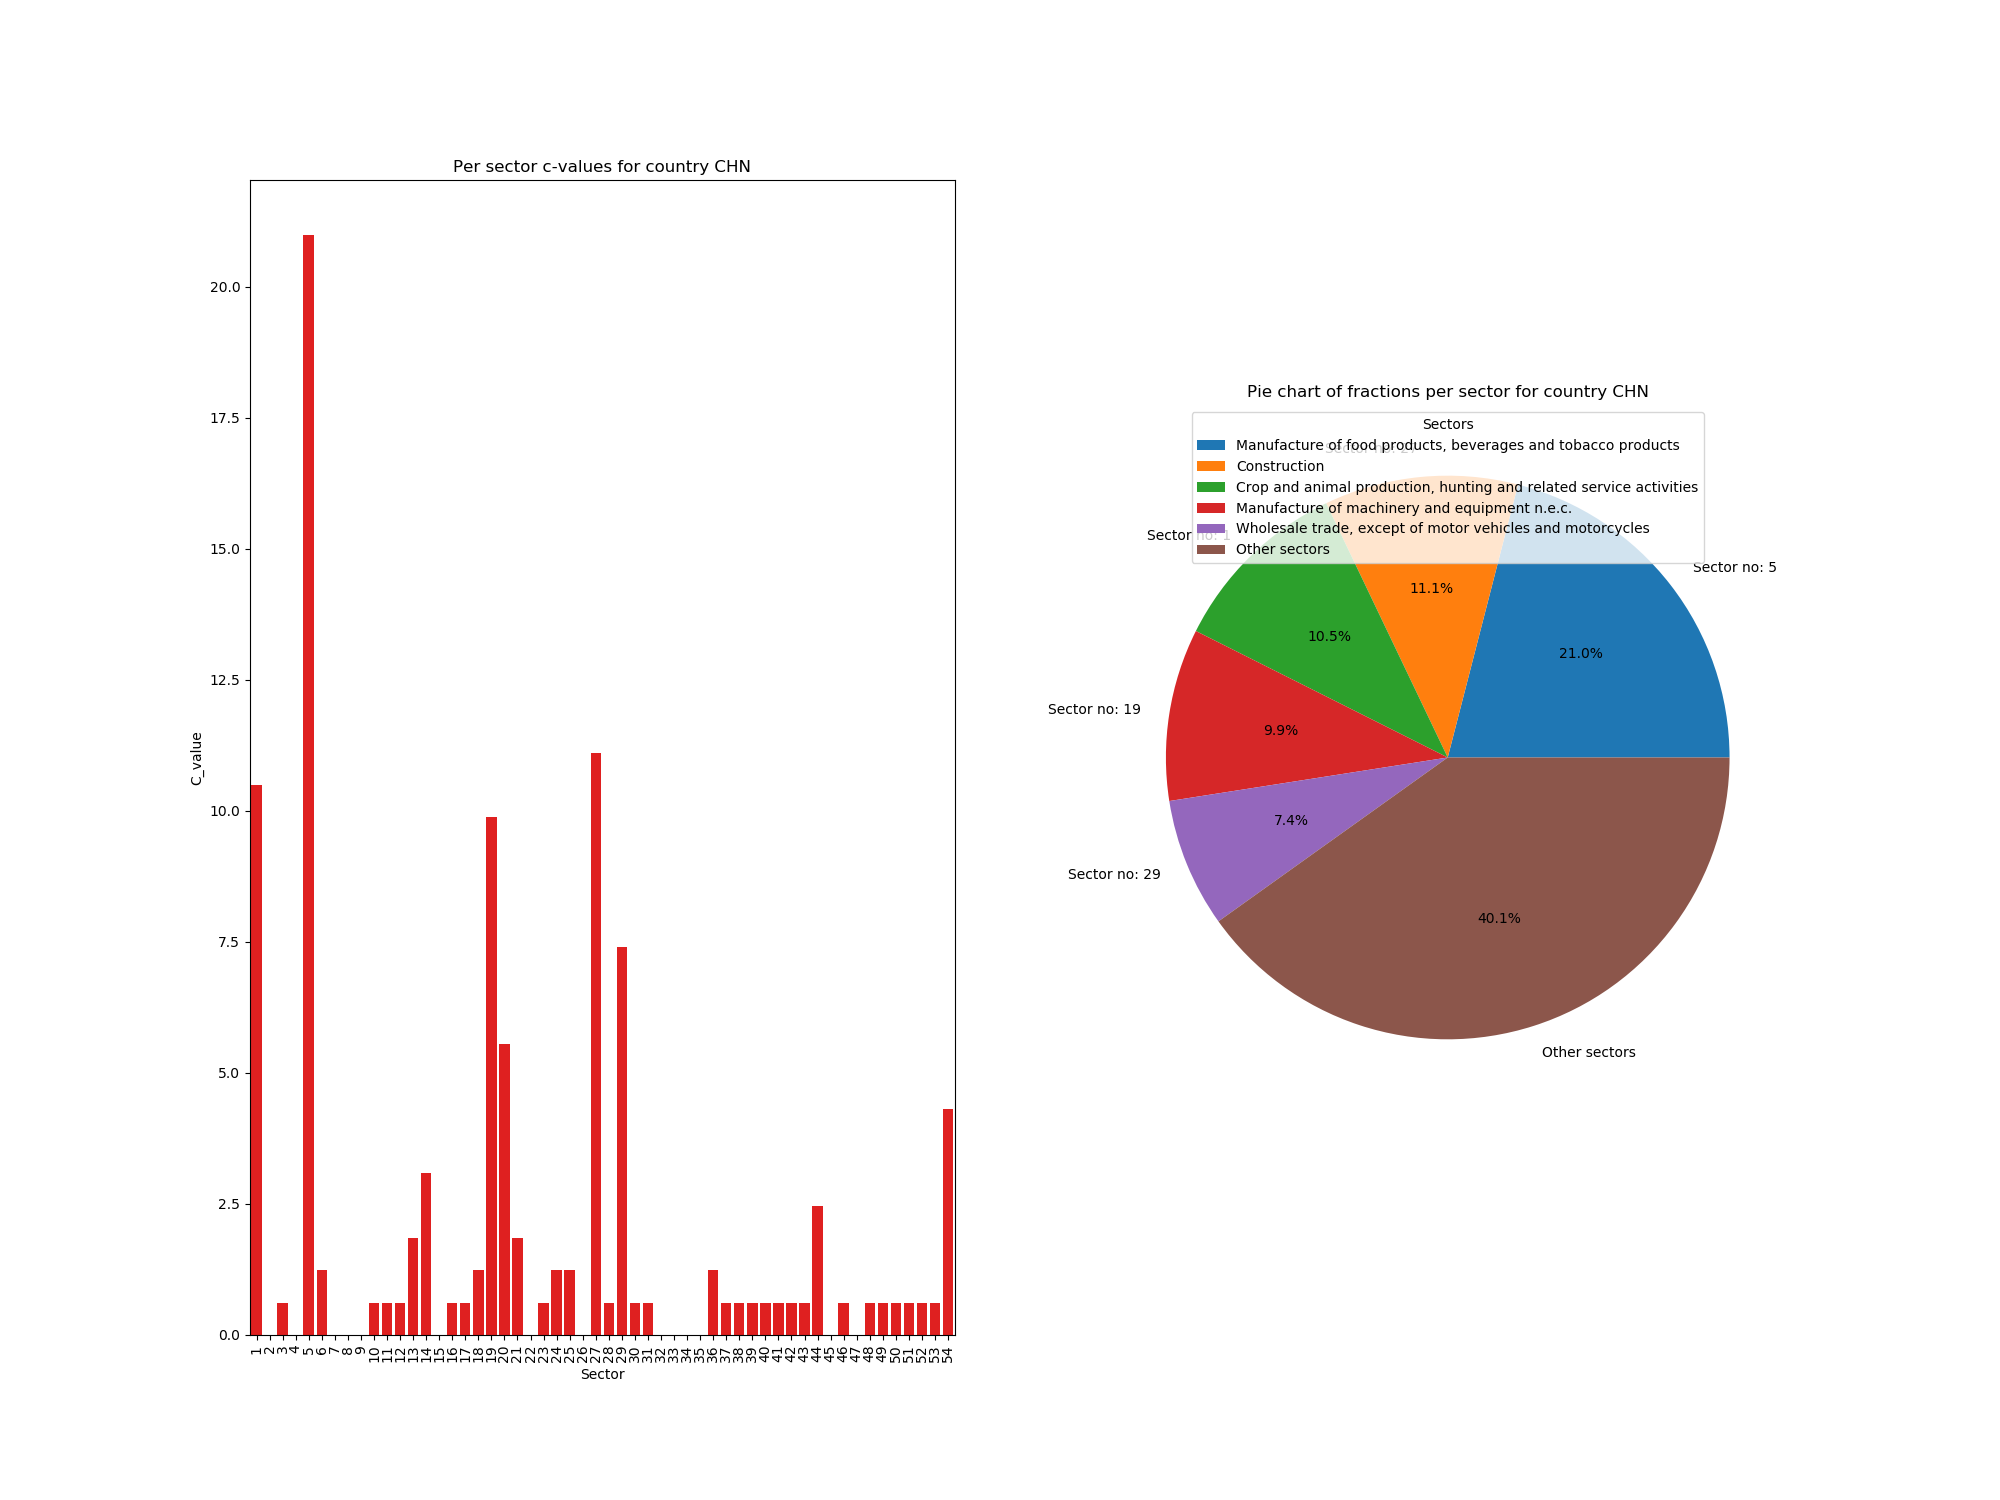 Per sector c-values for country CHN
20.0
17.5
15.0
12.5
10.0
7.5
5.0
2.5
0.0
C_value
1 2 3 4 5 6 7 8 9 10 11 12 13 14 15 16 17 18 19 20 21 22 23 24 25 26 27 28 29 30 31 32 33 34 35 36 37 38 39 40 41 42 43 44 45 46 47 48 49 50 51 52 53 54
Sector
Pie chart of fractions per sector for country CHN
Sectors
Manufacture of food products, beverages and tobacco products
Construction
Crop and animal production, hunting and related service activities
Manufacture of machinery and equipment n.e.c.
Wholesale trade, except of motor vehicles and motorcycles
Other sectors
Sector no: 27
Sector no: 1
Sector no: 5
11.1%
10.5%
21.0%
Sector no: 19
9.9%
7.4%
Sector no: 29
40.1%
Other sectors